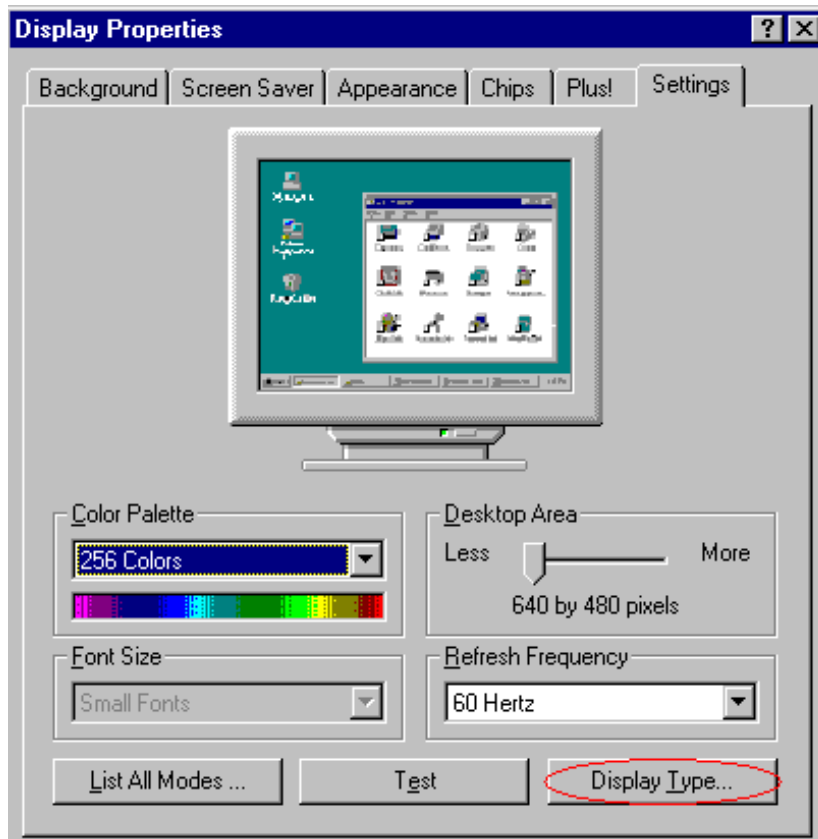 Display Properties
Background Screen Saver Appearance Chips Plus! Settings
Color Palette
256 Colors
Desktop Area
Less More
640 by 480 pixels
Font Size
Small Fonts
Refresh Frequency
60 Hertz
List All Modes ... Test Display Type...